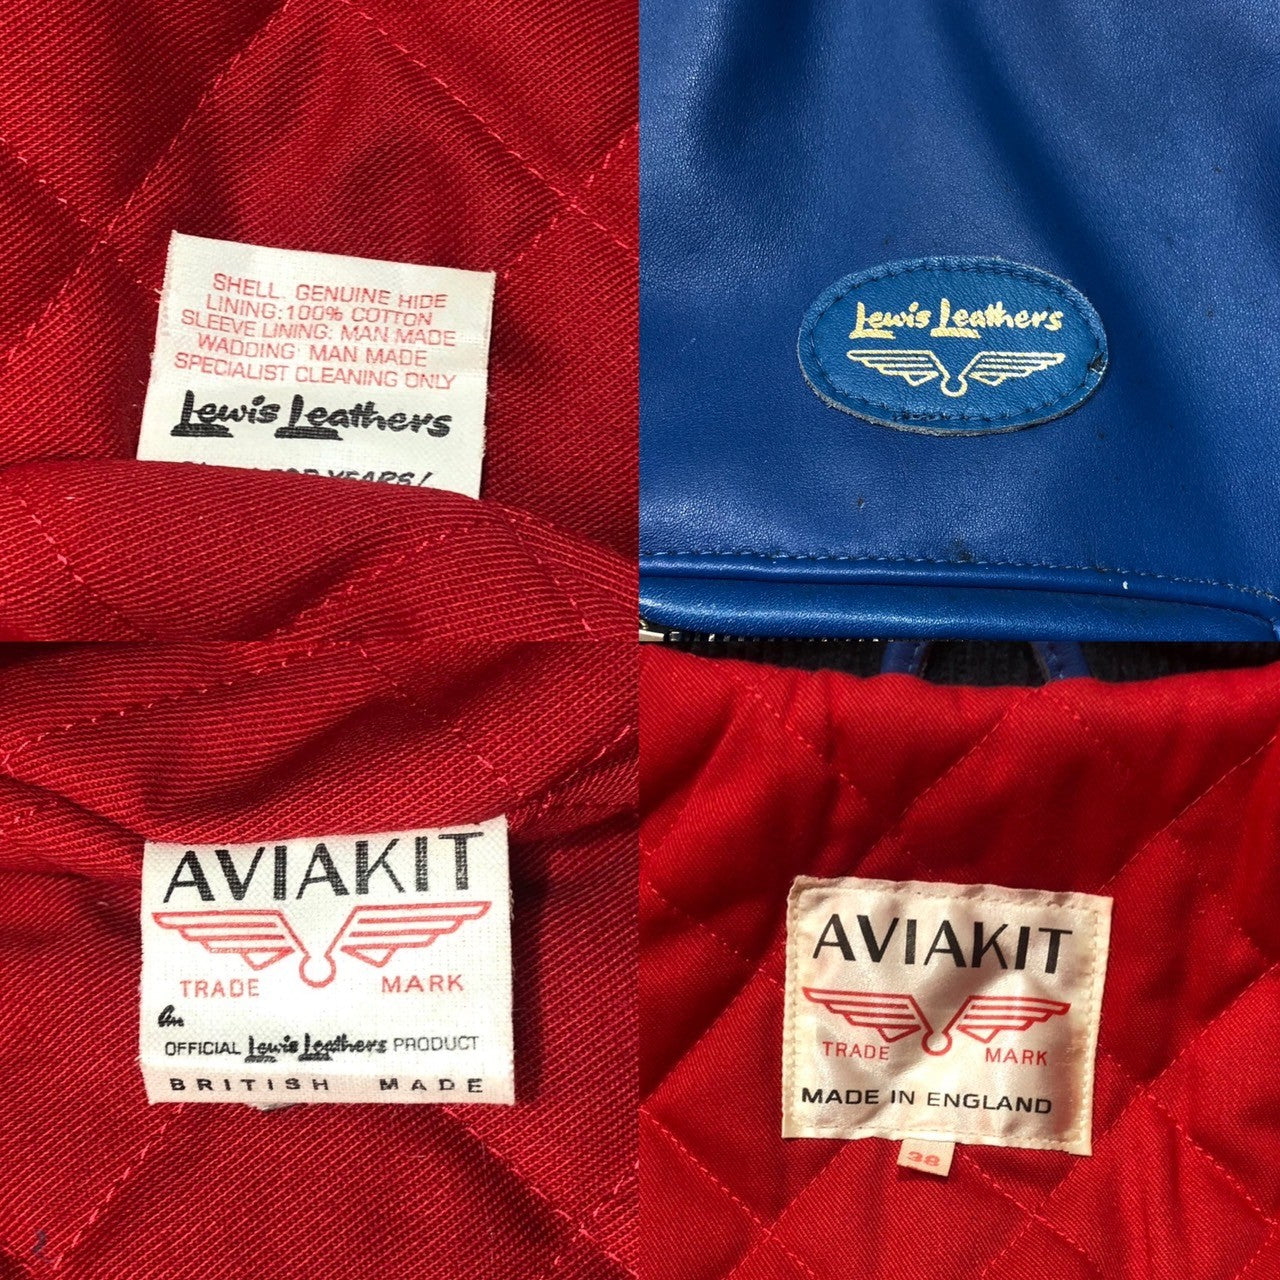 SHELL. GENUINE HIDE
LINING: 100% COTTON
SLEEVE LINING: MAN MADE
WADDING MAN MADE
SPECIALIST CLEANING ONLY
Lewis Leathers
YEARS!
Lewis Leathers
AVIAKIT
TRADE MARK
An
OFFICIAL Lewis Leathers PRODUCT
BRITISH MADE
AVIAKIT
TRADE MARK
MADE IN ENGLAND
38